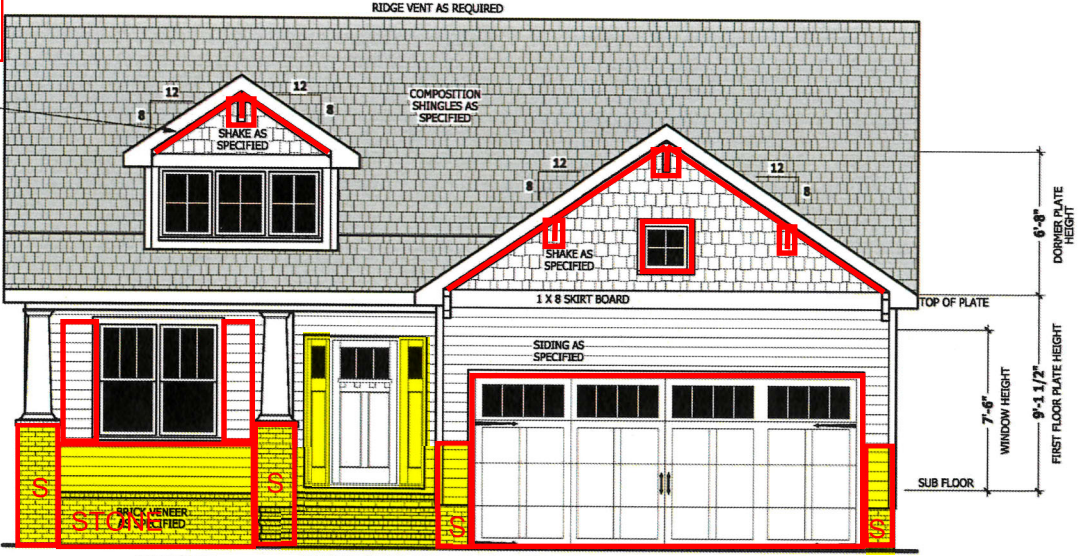 RIDGE VENT AS REQUIRED
12
12
8
8
COMPOSITION
SHINGLES AS
SPECIFIED
SHAKE AS
SPECIFIED
12
12
8
8
SHAKE AS
SPECIFIED
6'-8"
DORMER PLATE
HEIGHT
1 X 8 SKIRT BOARD
TOP OF PLATE
SIDING AS
SPECIFIED
7'-6"
WINDOW HEIGHT
9'-1 1/2"
FIRST FLOOR PLATE HEIGHT
SUB FLOOR
S
S
BRICK VENEER
AS SPECIFIED
STONE
S
S